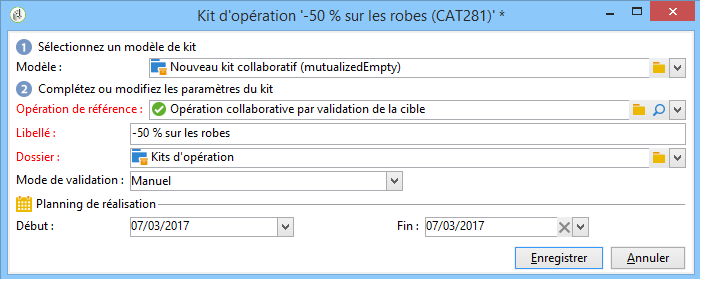 Kit d'opération '-50 % sur les robes (CAT281)' *
1 Sélectionnez un modèle de kit
Modèle : Nouveau kit collaboratif (mutualizedEmpty)
2 Complétez ou modifiez les paramètres du kit
Opération de référence : Opération collaborative par validation de la cible
Libellé : -50 % sur les robes
Dossier : Kits d'opération
Mode de validation : Manuel
Planning de réalisation
Début : 07/03/2017 Fin : 07/03/2017
Enregistrer Annuler